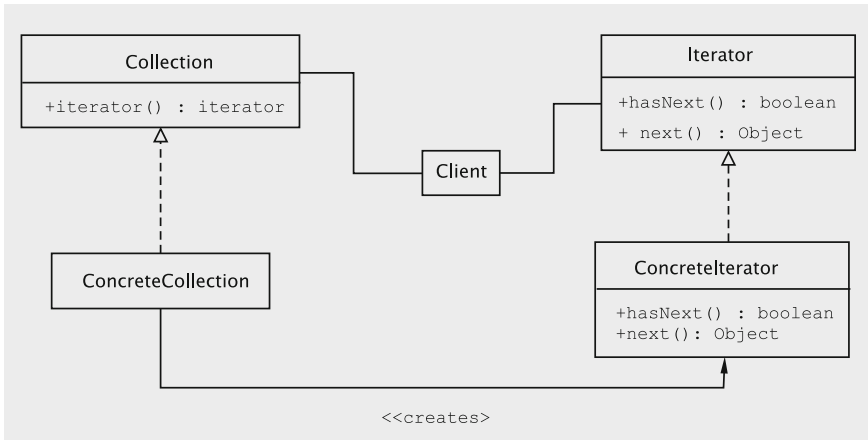 Collection
+iterator() : iterator
Iterator
+hasNext() : boolean
+ next() : Object
Client
ConcreteCollection
ConcreteIterator
+hasNext() : boolean
+next(): Object
<<creates>